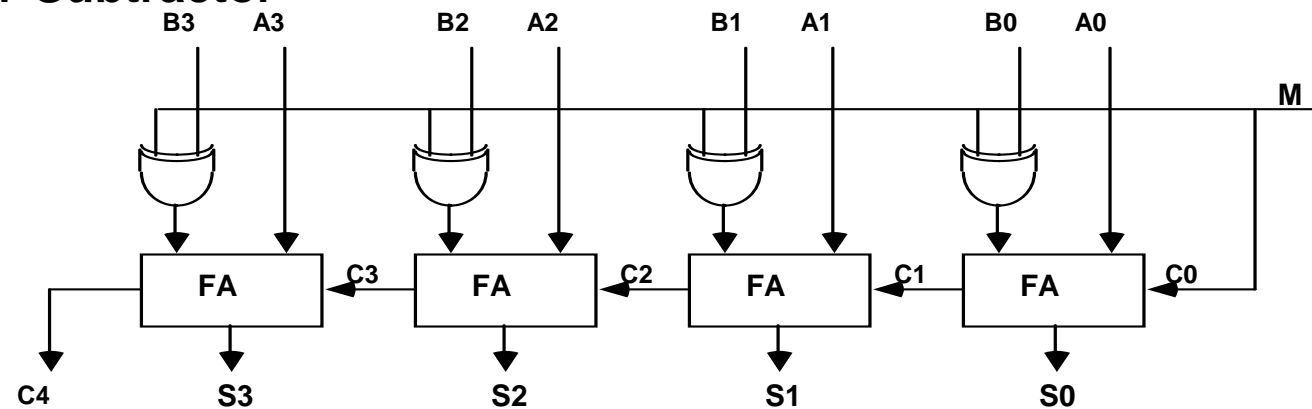 Subtractor
B3 A3 B2 A2 B1 A1 B0 A0
M
FA C3 FA C2 FA C1 FA C0
C4 S3 S2 S1 S0